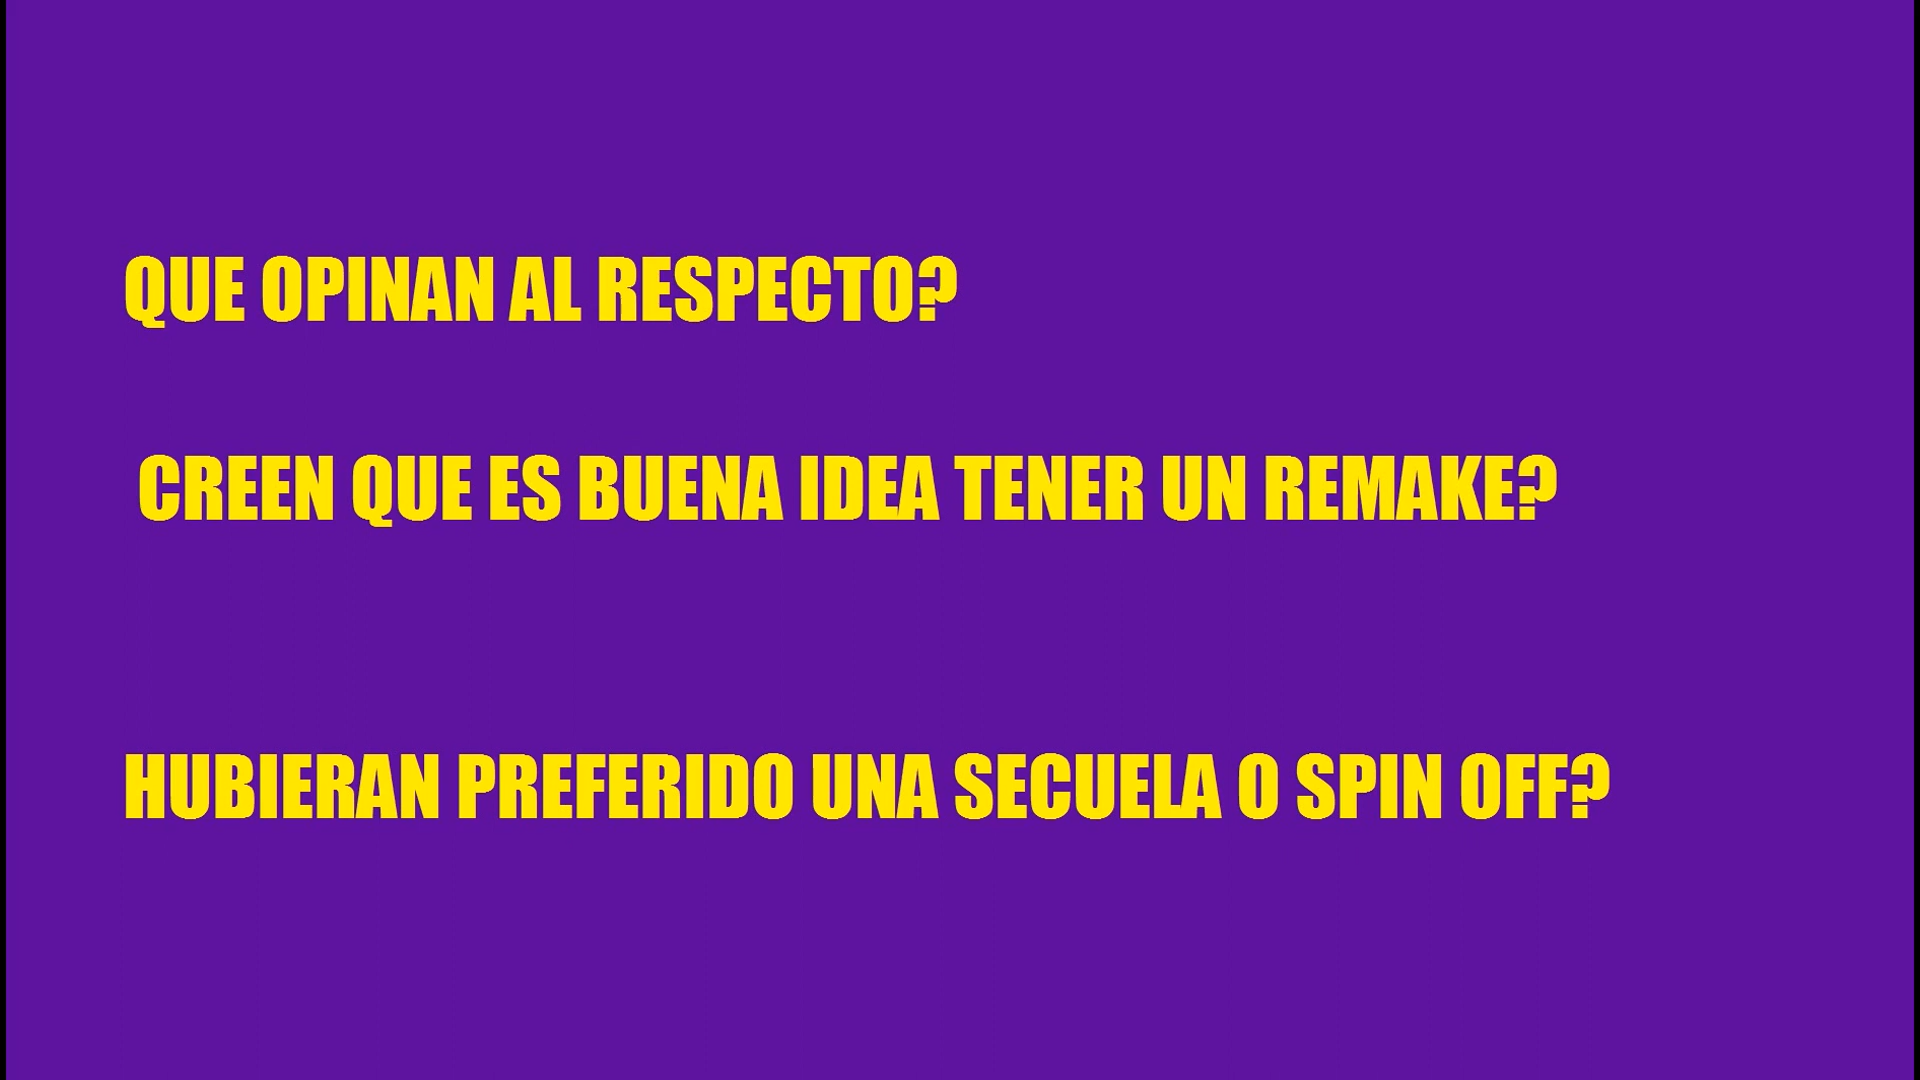 QUE OPINAN AL RESPECTO?
CREEN QUE ES BUENA IDEA TENER UN REMAKE?
HUBIERAN PREFERIDO UNA SECUELA O SPIN OFF?